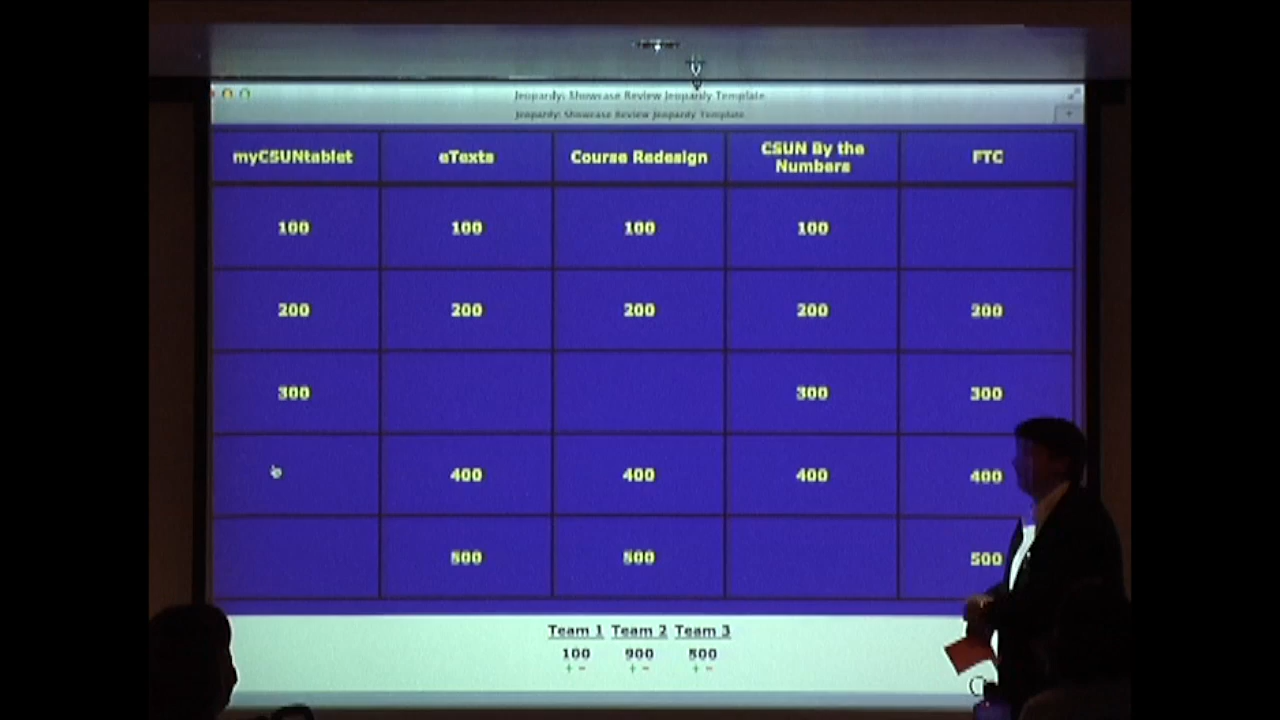 Jeopardy: Showcase Review Jeopardy Template
Jeopardy: Showcase Review Jeopardy Template
myCSUNtablet eTexts Course Redesign CSUN By the Numbers FTC
100 100 100 100
200 200 200 200 200
300 300 300
400 400 400 400
500 500 500
Team 1 Team 2 Team 3
100 900 500
+ - + - + -